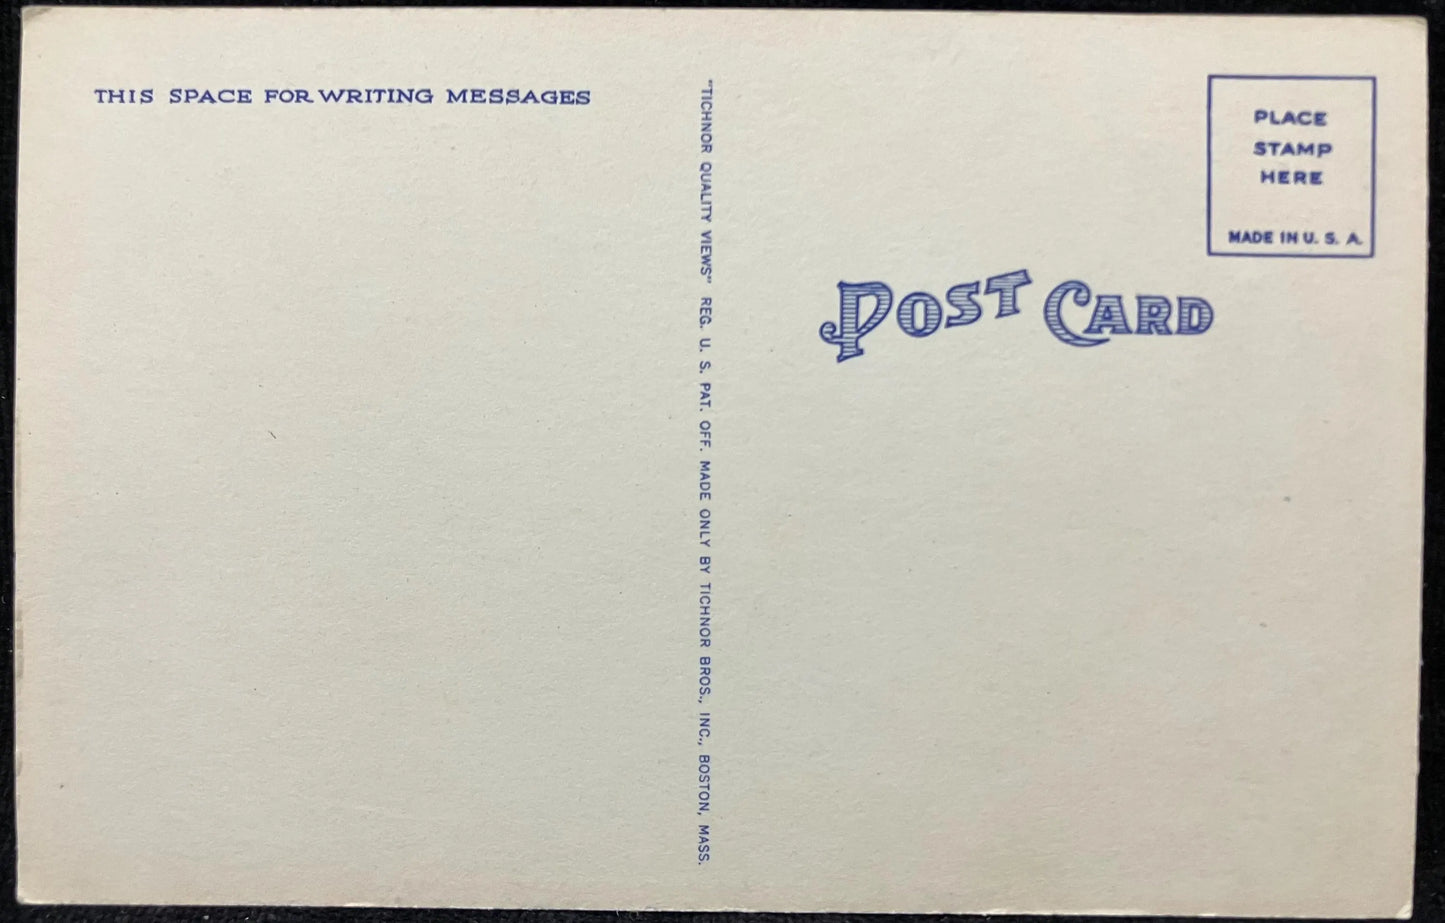 THIS SPACE FOR WRITING MESSAGES
"TICHNOR QUALITY VIEWS" REG. U. S. PAT. OFF. MADE ONLY BY TICHNOR BROS., INC., BOSTON, MASS.
PLACE
STAMP
HERE
MADE IN U. S. A.
POST CARD